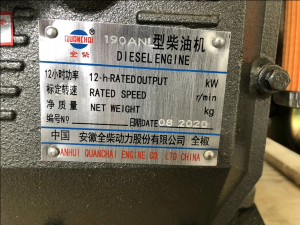 QUANCHAI
全柴
190ANL型柴油机
DIESEL ENGINE
12小时功率 12-h-RATED OUTPUT kW
标定转速 RATED SPEED r/min
净质量 NET WEIGHT kg
编号№ 日期DATE 08 2020
中国 安徽全柴动力股份有限公司 全椒
ANHUI QUANCHAI ENGINE CO.,LTD CHINA